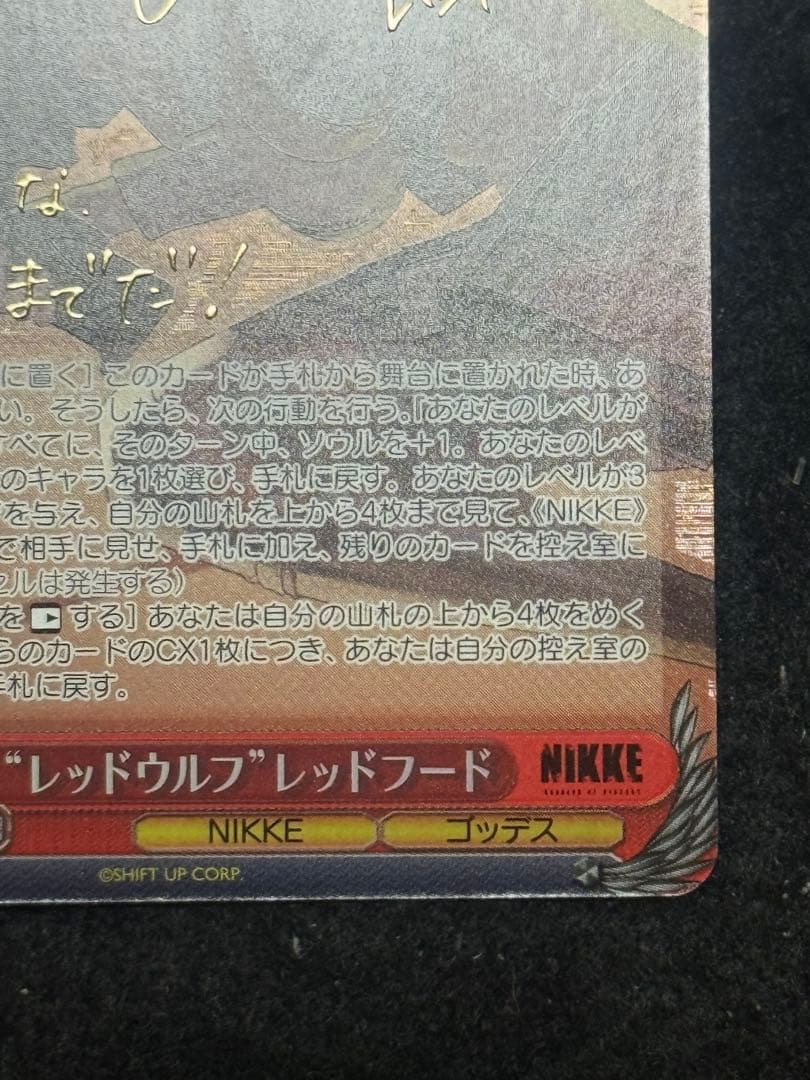 な、
までだ!
に置く］このカードが手札から舞台に置かれた時、あ
い。そうしたら、次の行動を行う。『あなたのレベルが
すべてに、そのターン中、ソウルを＋1。あなたのレベ
のキャラを1枚選び、手札に戻す。あなたのレベルが3
を与え、自分の山札を上から4枚まで見て、《NIKKE》
で相手に見せ、手札に加え、残りのカードを控え室に
セルは発生する）
を する］あなたは自分の山札の上から4枚をめく
らのカードのCX1枚につき、あなたは自分の控え室の
手札に戻す。
“レッドウルフ”レッドフード NIKKE
NIKKE ゴッデス
©SHIFT UP CORP.